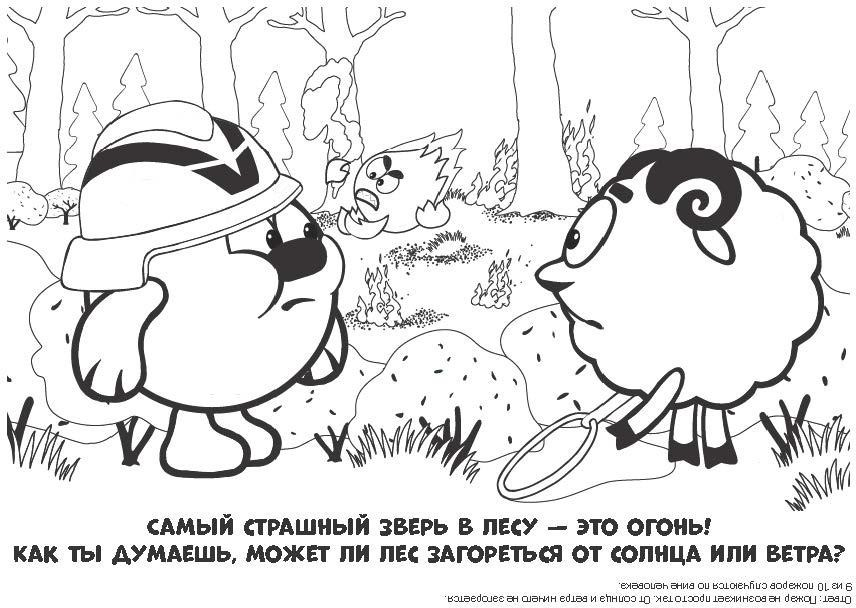 САМЫЙ СТРАШНЫЙ ЗВЕРЬ В ЛЕСУ — ЭТО ОГОНЬ!
КАК ТЫ ДУМАЕШЬ, МОЖЕТ ЛИ ЛЕС ЗАГОРЕТЬСЯ ОТ СОЛНЦА ИЛИ ВЕТРА?
Ответ: Пожар не возникает просто так. От солнца и ветра ничего не загорается.
9 из 10 пожаров случаются по вине человека.